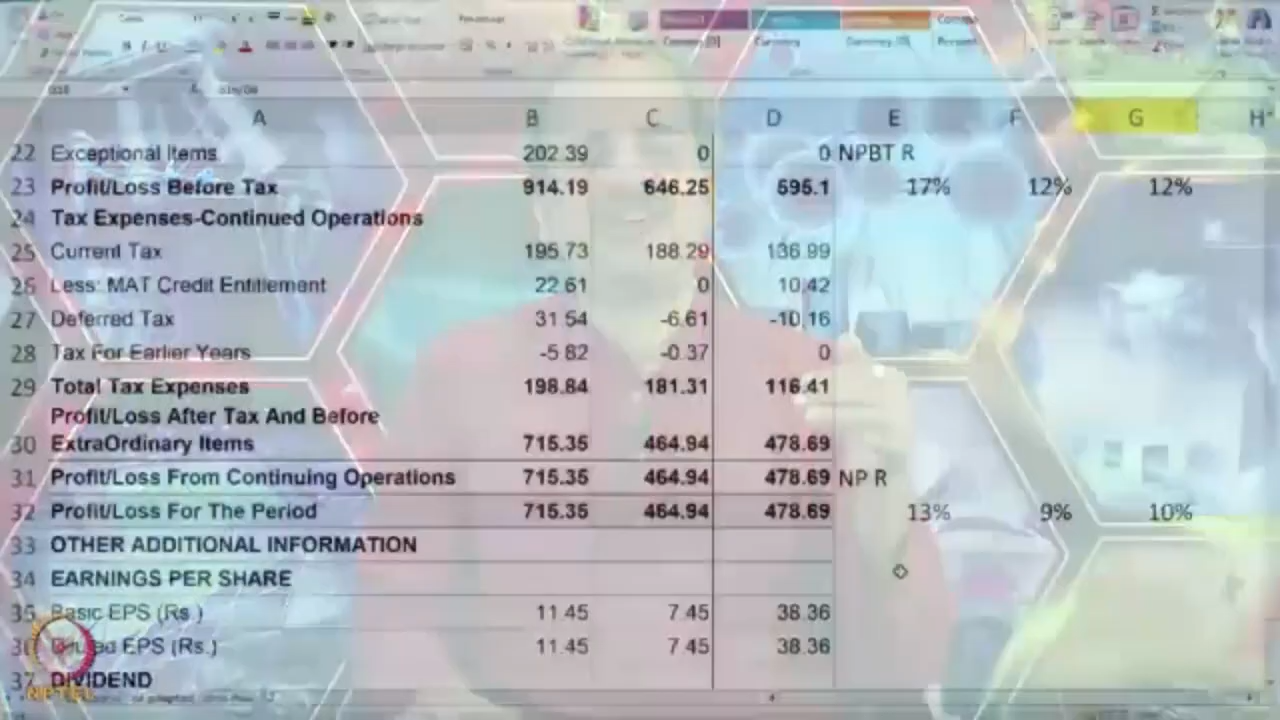 A B C D E F G H
22 Exceptional Items 202.39 0 0 NPBT R
23 Profit/Loss Before Tax 914.19 646.25 595.1 17% 12% 12%
24 Tax Expenses-Continued Operations
25 Current Tax 195.73 188.29 136.99
26 Less: MAT Credit Entitlement 22.61 0 10.42
27 Deferred Tax 31.54 -6.61 -10.16
28 Tax For Earlier Years -5.82 -0.37 0
29 Total Tax Expenses 198.84 181.31 116.41
Profit/Loss After Tax And Before
30 ExtraOrdinary Items 715.35 464.94 478.69
31 Profit/Loss From Continuing Operations 715.35 464.94 478.69 NP R
32 Profit/Loss For The Period 715.35 464.94 478.69 13% 9% 10%
33 OTHER ADDITIONAL INFORMATION
34 EARNINGS PER SHARE
35 Basic EPS (Rs.) 11.45 7.45 38.36
36 Diluted EPS (Rs.) 11.45 7.45 38.36
37 DIVIDEND
NPTEL